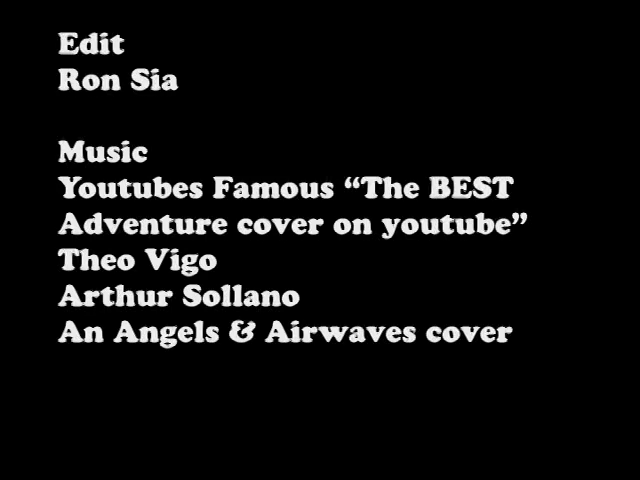 Edit
Ron Sia
Music
Youtubes Famous “The BEST
Adventure cover on youtube”
Theo Vigo
Arthur Sollano
An Angels & Airwaves cover